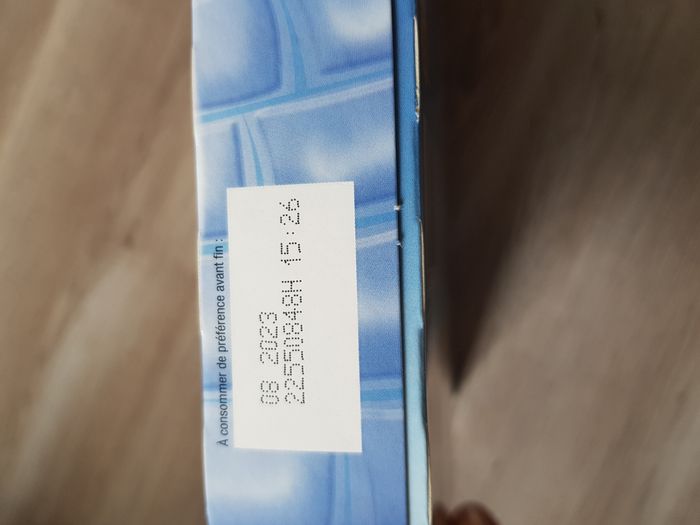 À consommer de préférence avant fin :
08 2023
22550848H 15:26